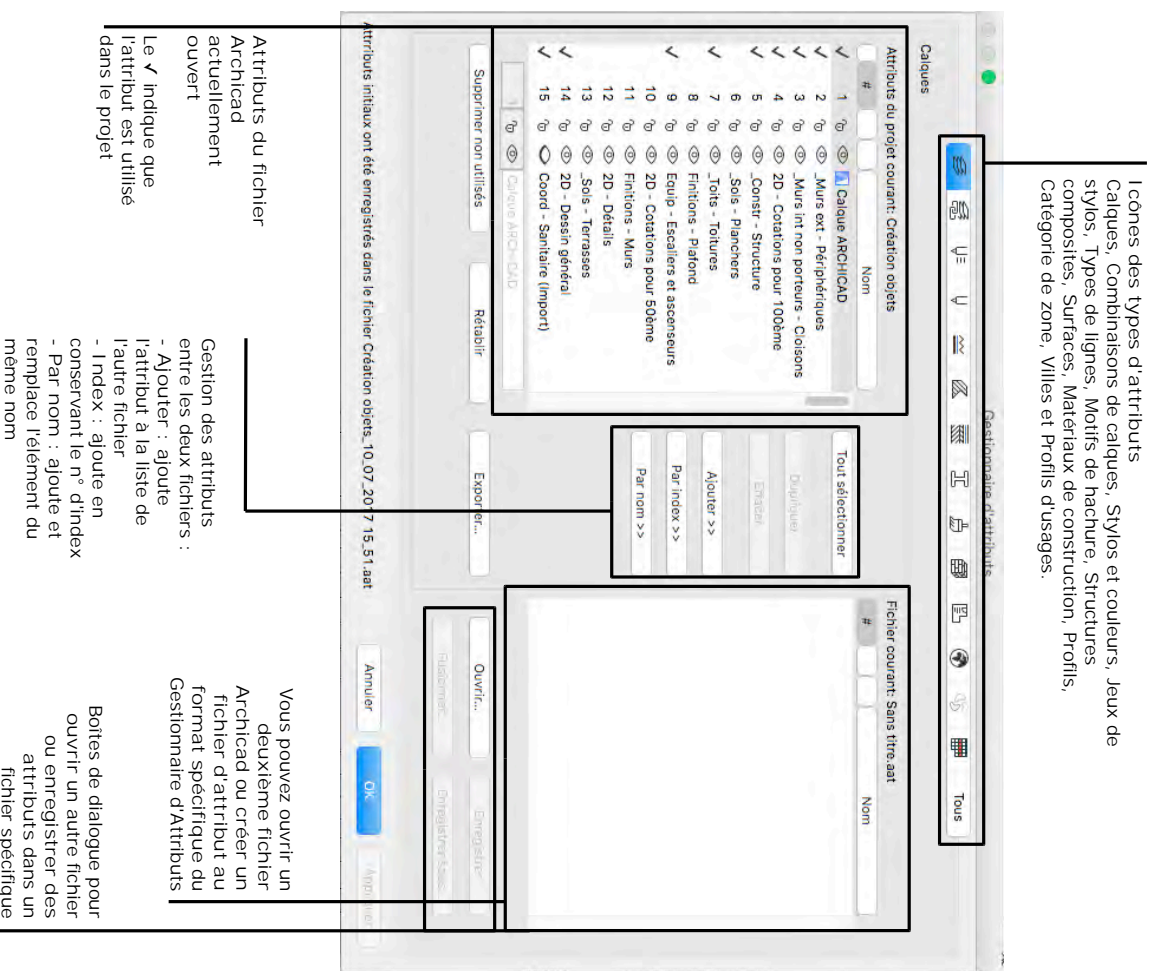 Icônes des types d'attributs
Calques, Combinaisons de calques, Stylos et couleurs, Jeux de
stylos, Types de lignes, Motifs de hachure, Structures
composites, Surfaces, Matériaux de construction, Profils,
Catégorie de zone, Villes et Profils d'usages.
Gestionnaire d'attributs
Tous
Calques
Attributs du projet courant: Création objets
# Nom
1 Calque ARCHICAD
2 _Murs ext - Périphériques
3 _Murs int non porteurs - Cloisons
4 2D - Cotations pour 100ème
5 _Constr - Structure
6 _Sols - Planchers
7 _Toits - Toitures
8 Finitions - Plafond
9 Equip - Escaliers et ascenseurs
10 2D - Cotations pour 50ème
11 Finitions - Murs
12 2D - Détails
13 _Sols - Terrasses
14 2D - Dessin général
15 Coord - Sanitaire (Import)
1 Calque ARCHICAD
Supprimer non utilisés
Rétablir
Exporter...
Tout sélectionner
Dupliquer
Effacer
Ajouter >>
Par index >>
Par nom >>
Fichier courant: Sans titre.aat
# Nom
Ouvrir...
Enregistrer
Fusionner
Attrributs initiaux ont été enregistrés dans le fichier Création objets_10_07_2017 15_51.aat
Annuler
OK
Appliquer
Attributs du fichier
Archicad
actuellement
ouvert
Le ✓ indique que
l'attribut est utilisé
dans le projet
Gestion des attributs
entre les deux fichiers :
- Ajouter : ajoute
l'attribut à la liste de
l'autre fichier
- Index : ajoute en
conservant le n° d'index
- Par nom : ajoute et
remplace l'élément du
même nom
Vous pouvez ouvrir un
deuxième fichier
Archicad ou créer un
fichier d'attribut au
format spécifique du
Gestionnaire d'Attributs
Boîtes de dialogue pour
ouvrir un autre fichier
ou enregistrer des
attributs dans un
fichier spécifique